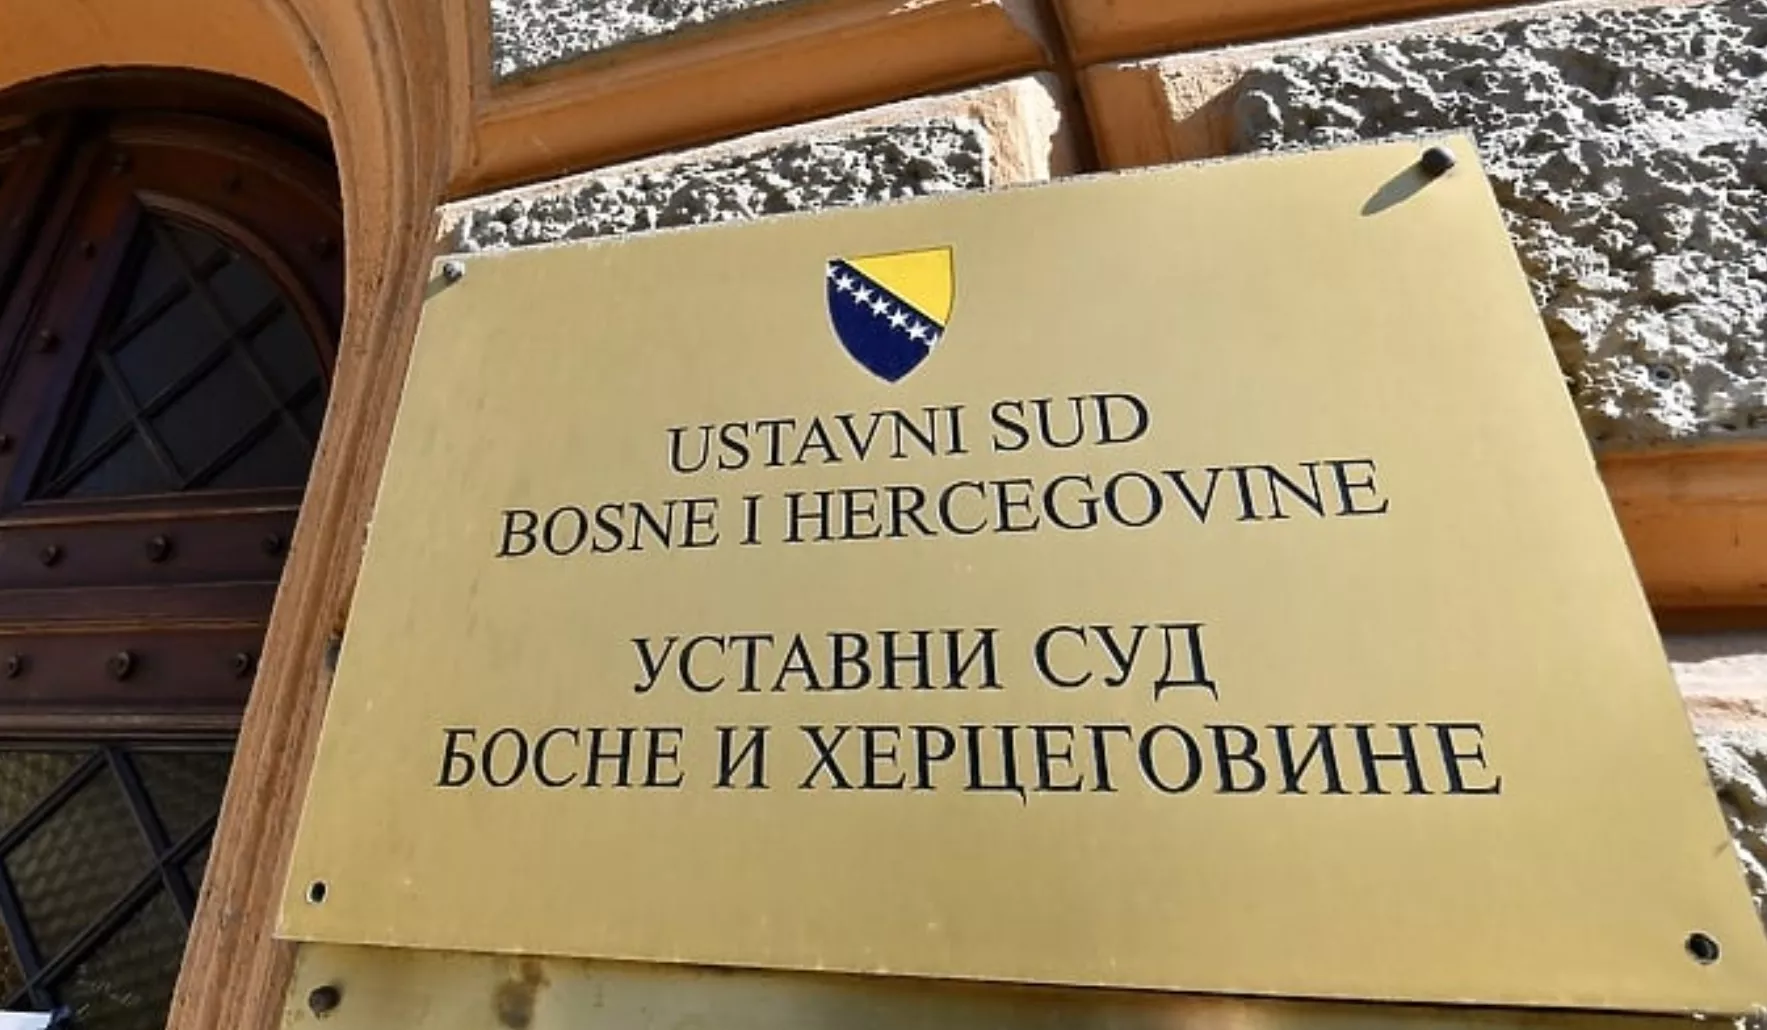 USTAVNI SUD
BOSNE I HERCEGOVINE
УСТАВНИ СУД
БОСНЕ И ХЕРЦЕГОВИНЕ